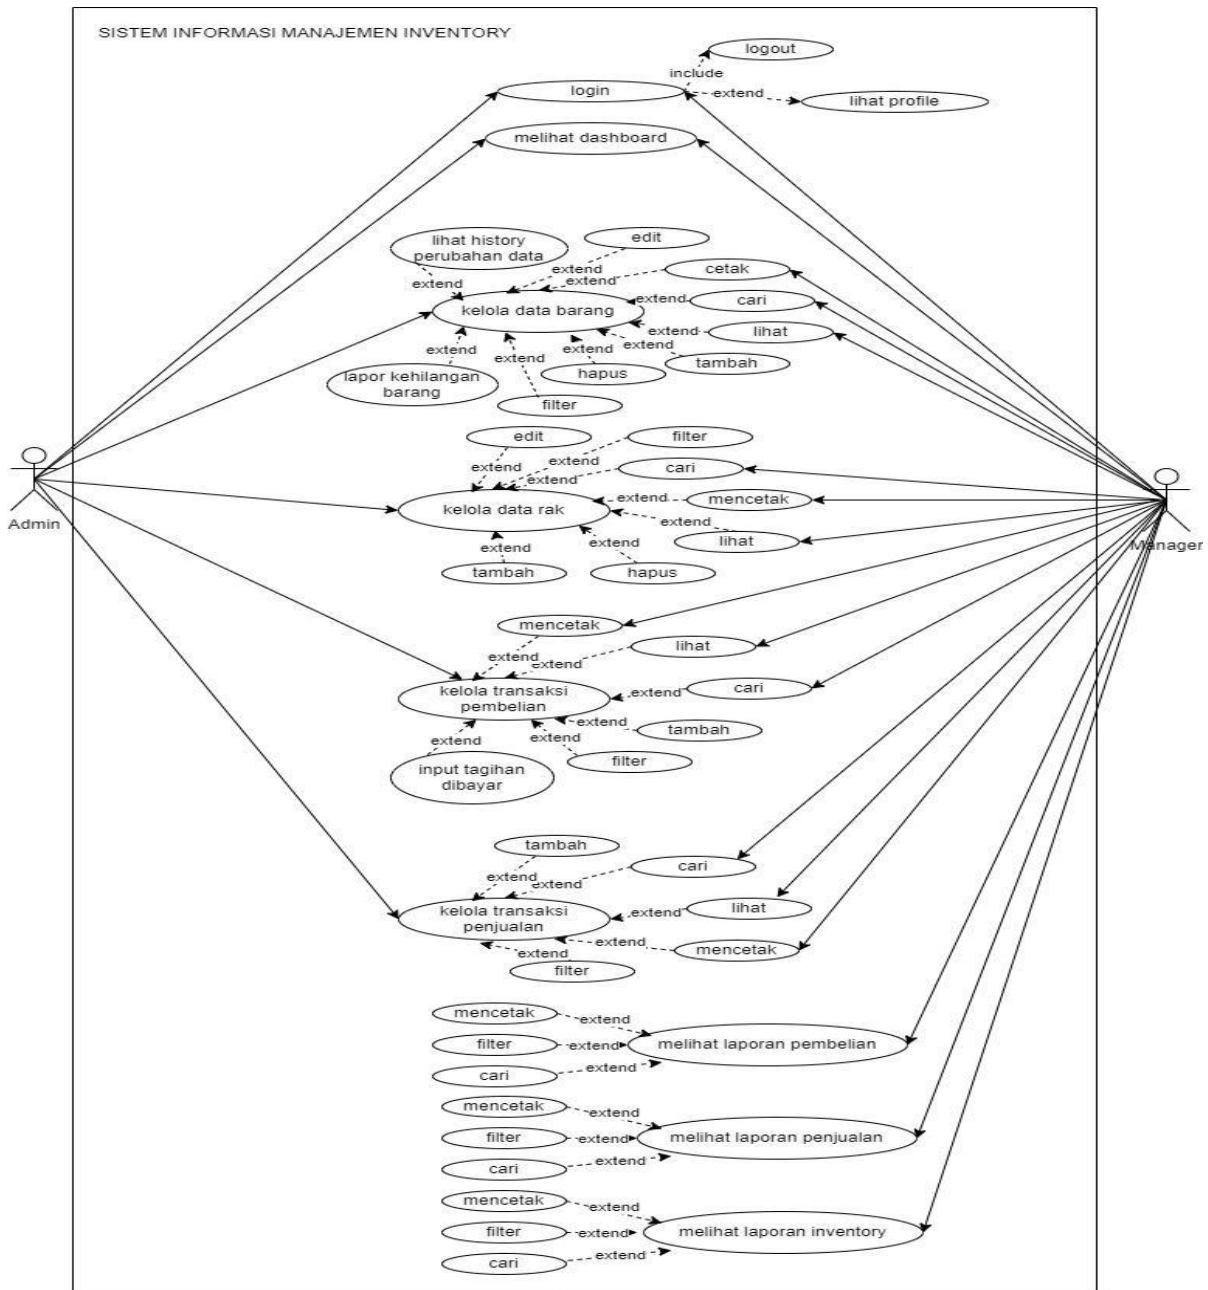 SISTEM INFORMASI MANAJEMEN INVENTORY
logout
include
login
extend
lihat profile
melihat dashboard
lihat history
perubahan data
edit
extend
cetak
extend
extend
kelola data barang
extend
cari
extend
lihat
extend
extend
extend
extend
tambah
lapor kehilangan
barang
hapus
filter
edit
filter
extend
extend
cari
extend
kelola data rak
extend
mencetak
extend
lihat
extend
extend
tambah
hapus
Admin
Manager
mencetak
extend
extend
lihat
kelola transaksi
pembelian
extend
cari
extend
tambah
extend
extend
input tagihan
dibayar
filter
tambah
extend
extend
cari
kelola transaksi
penjualan
extend
lihat
extend
mencetak
extend
filter
mencetak
extend
filter
extend
melihat laporan pembelian
cari
extend
mencetak
extend
filter
extend
melihat laporan penjualan
cari
extend
mencetak
extend
filter
extend
melihat laporan inventory
cari
extend